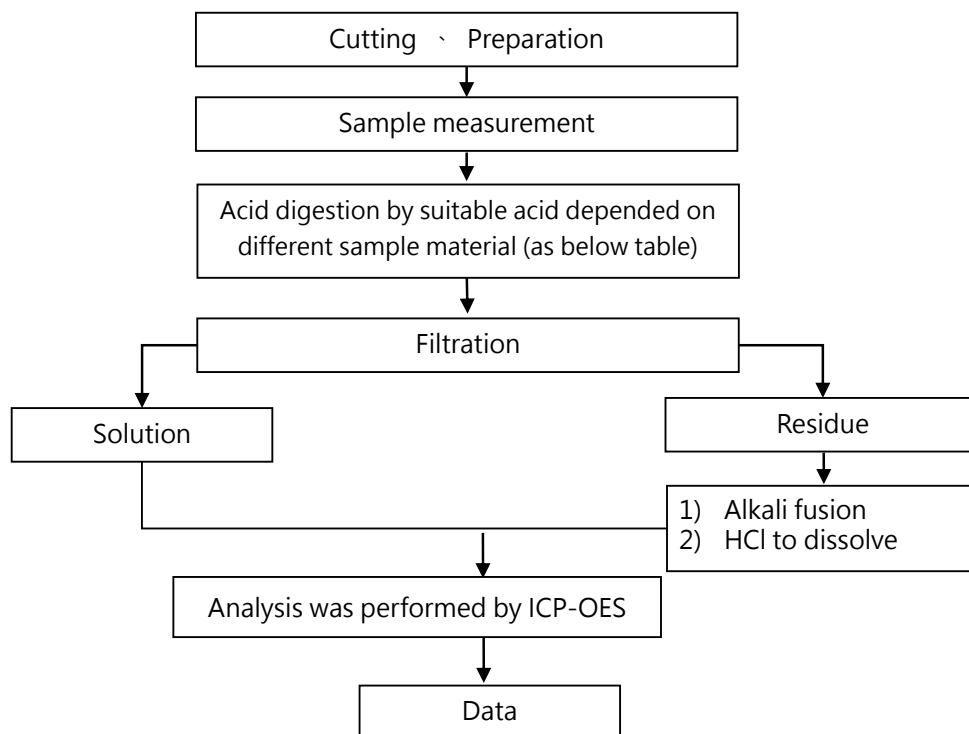 Cutting 、 Preparation
Sample measurement
Acid digestion by suitable acid depended on
different sample material (as below table)
Filtration
Solution
Residue
1) Alkali fusion
2) HCl to dissolve
Analysis was performed by ICP-OES
Data